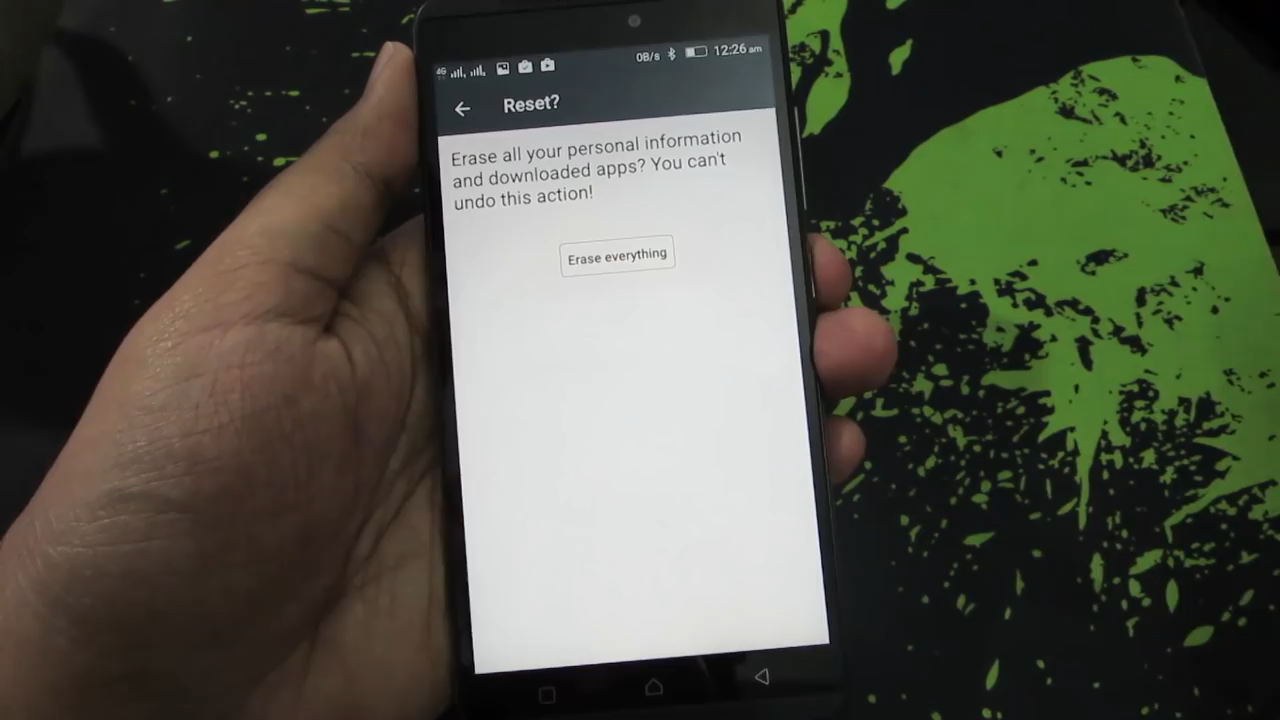 4G 0B/s 12:26 am
Reset?
Erase all your personal information
and downloaded apps? You can't
undo this action!
Erase everything